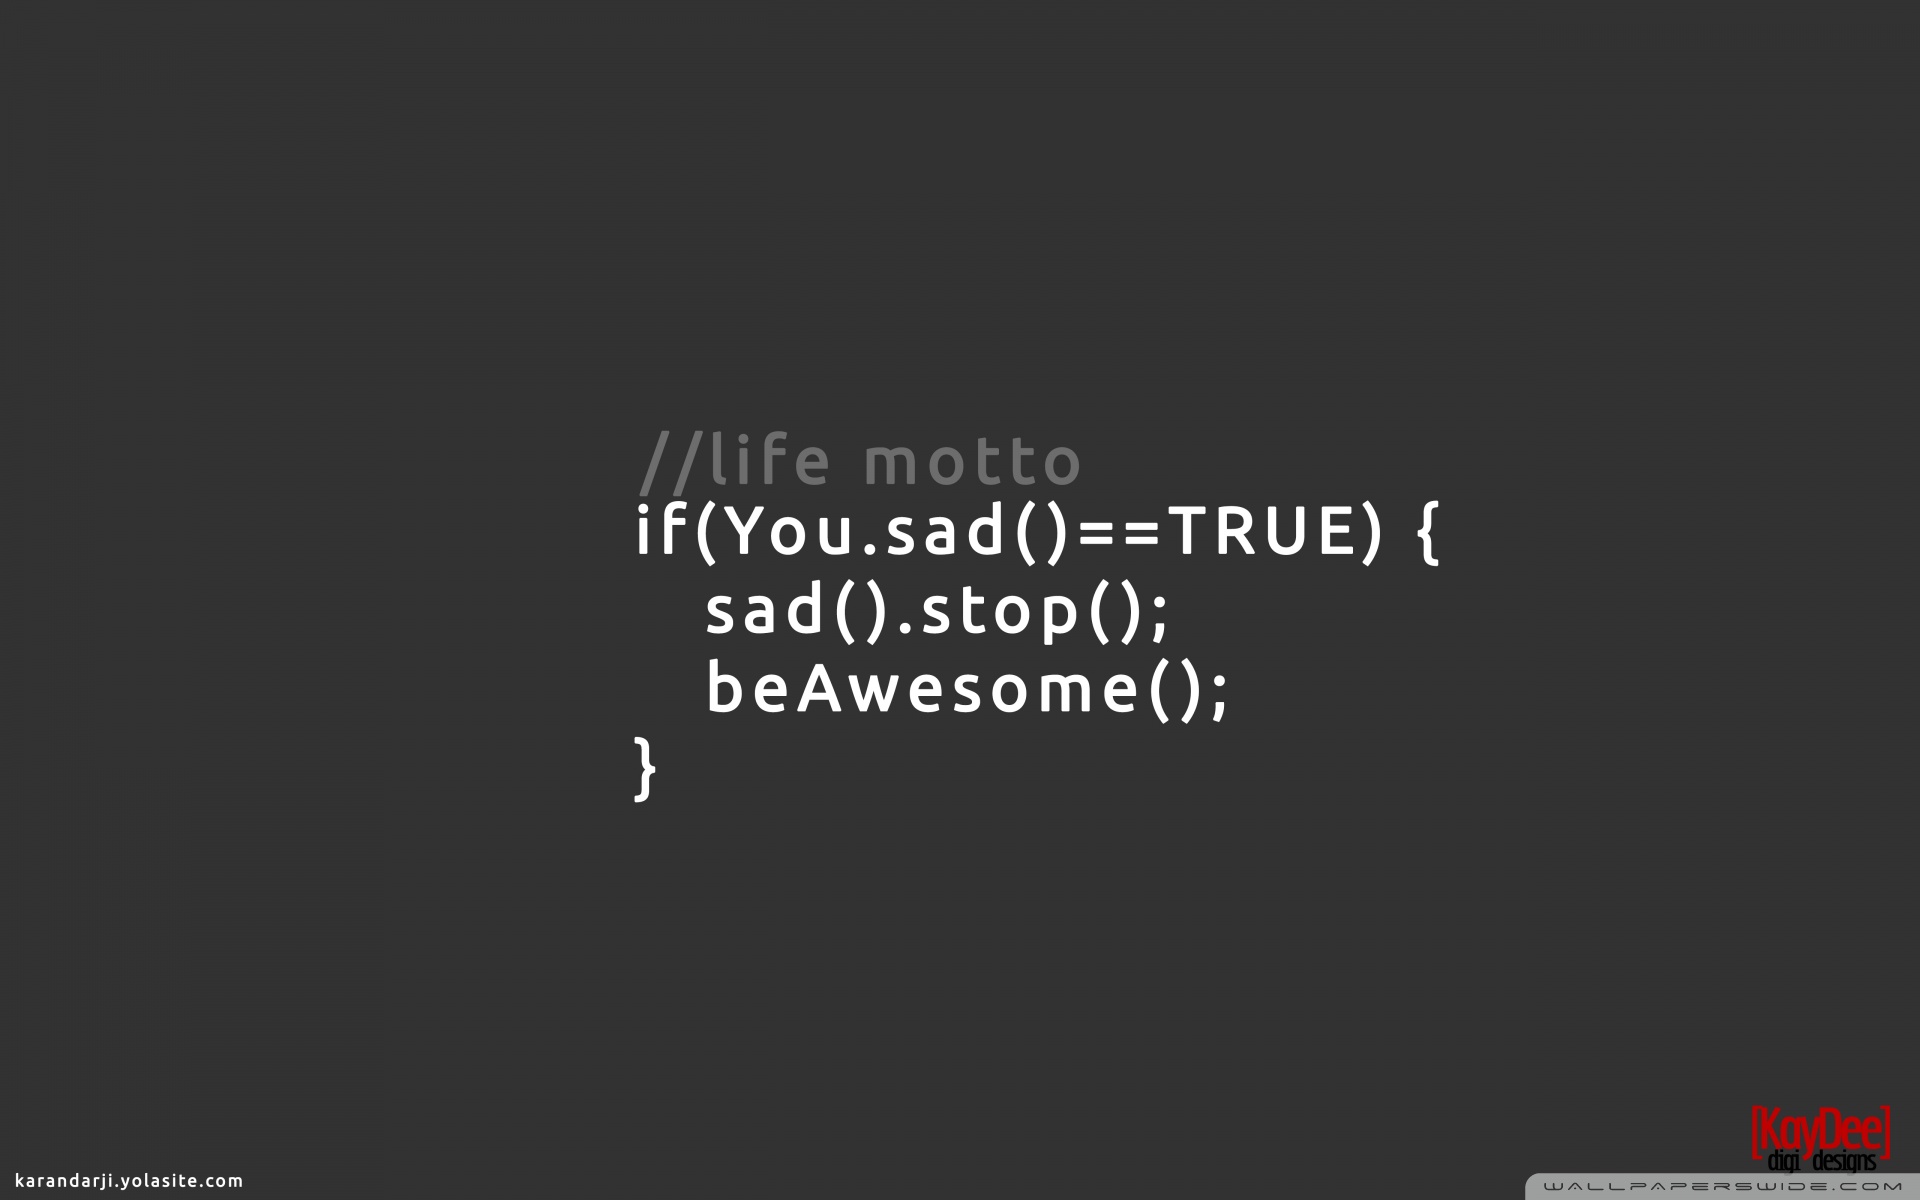 //life motto
if(You.sad()==TRUE) {
    sad().stop();
    beAwesome();
}
[KayDee]
digi designs
karandarji.yolasite.com
WALLPAPERSWIDE.COM